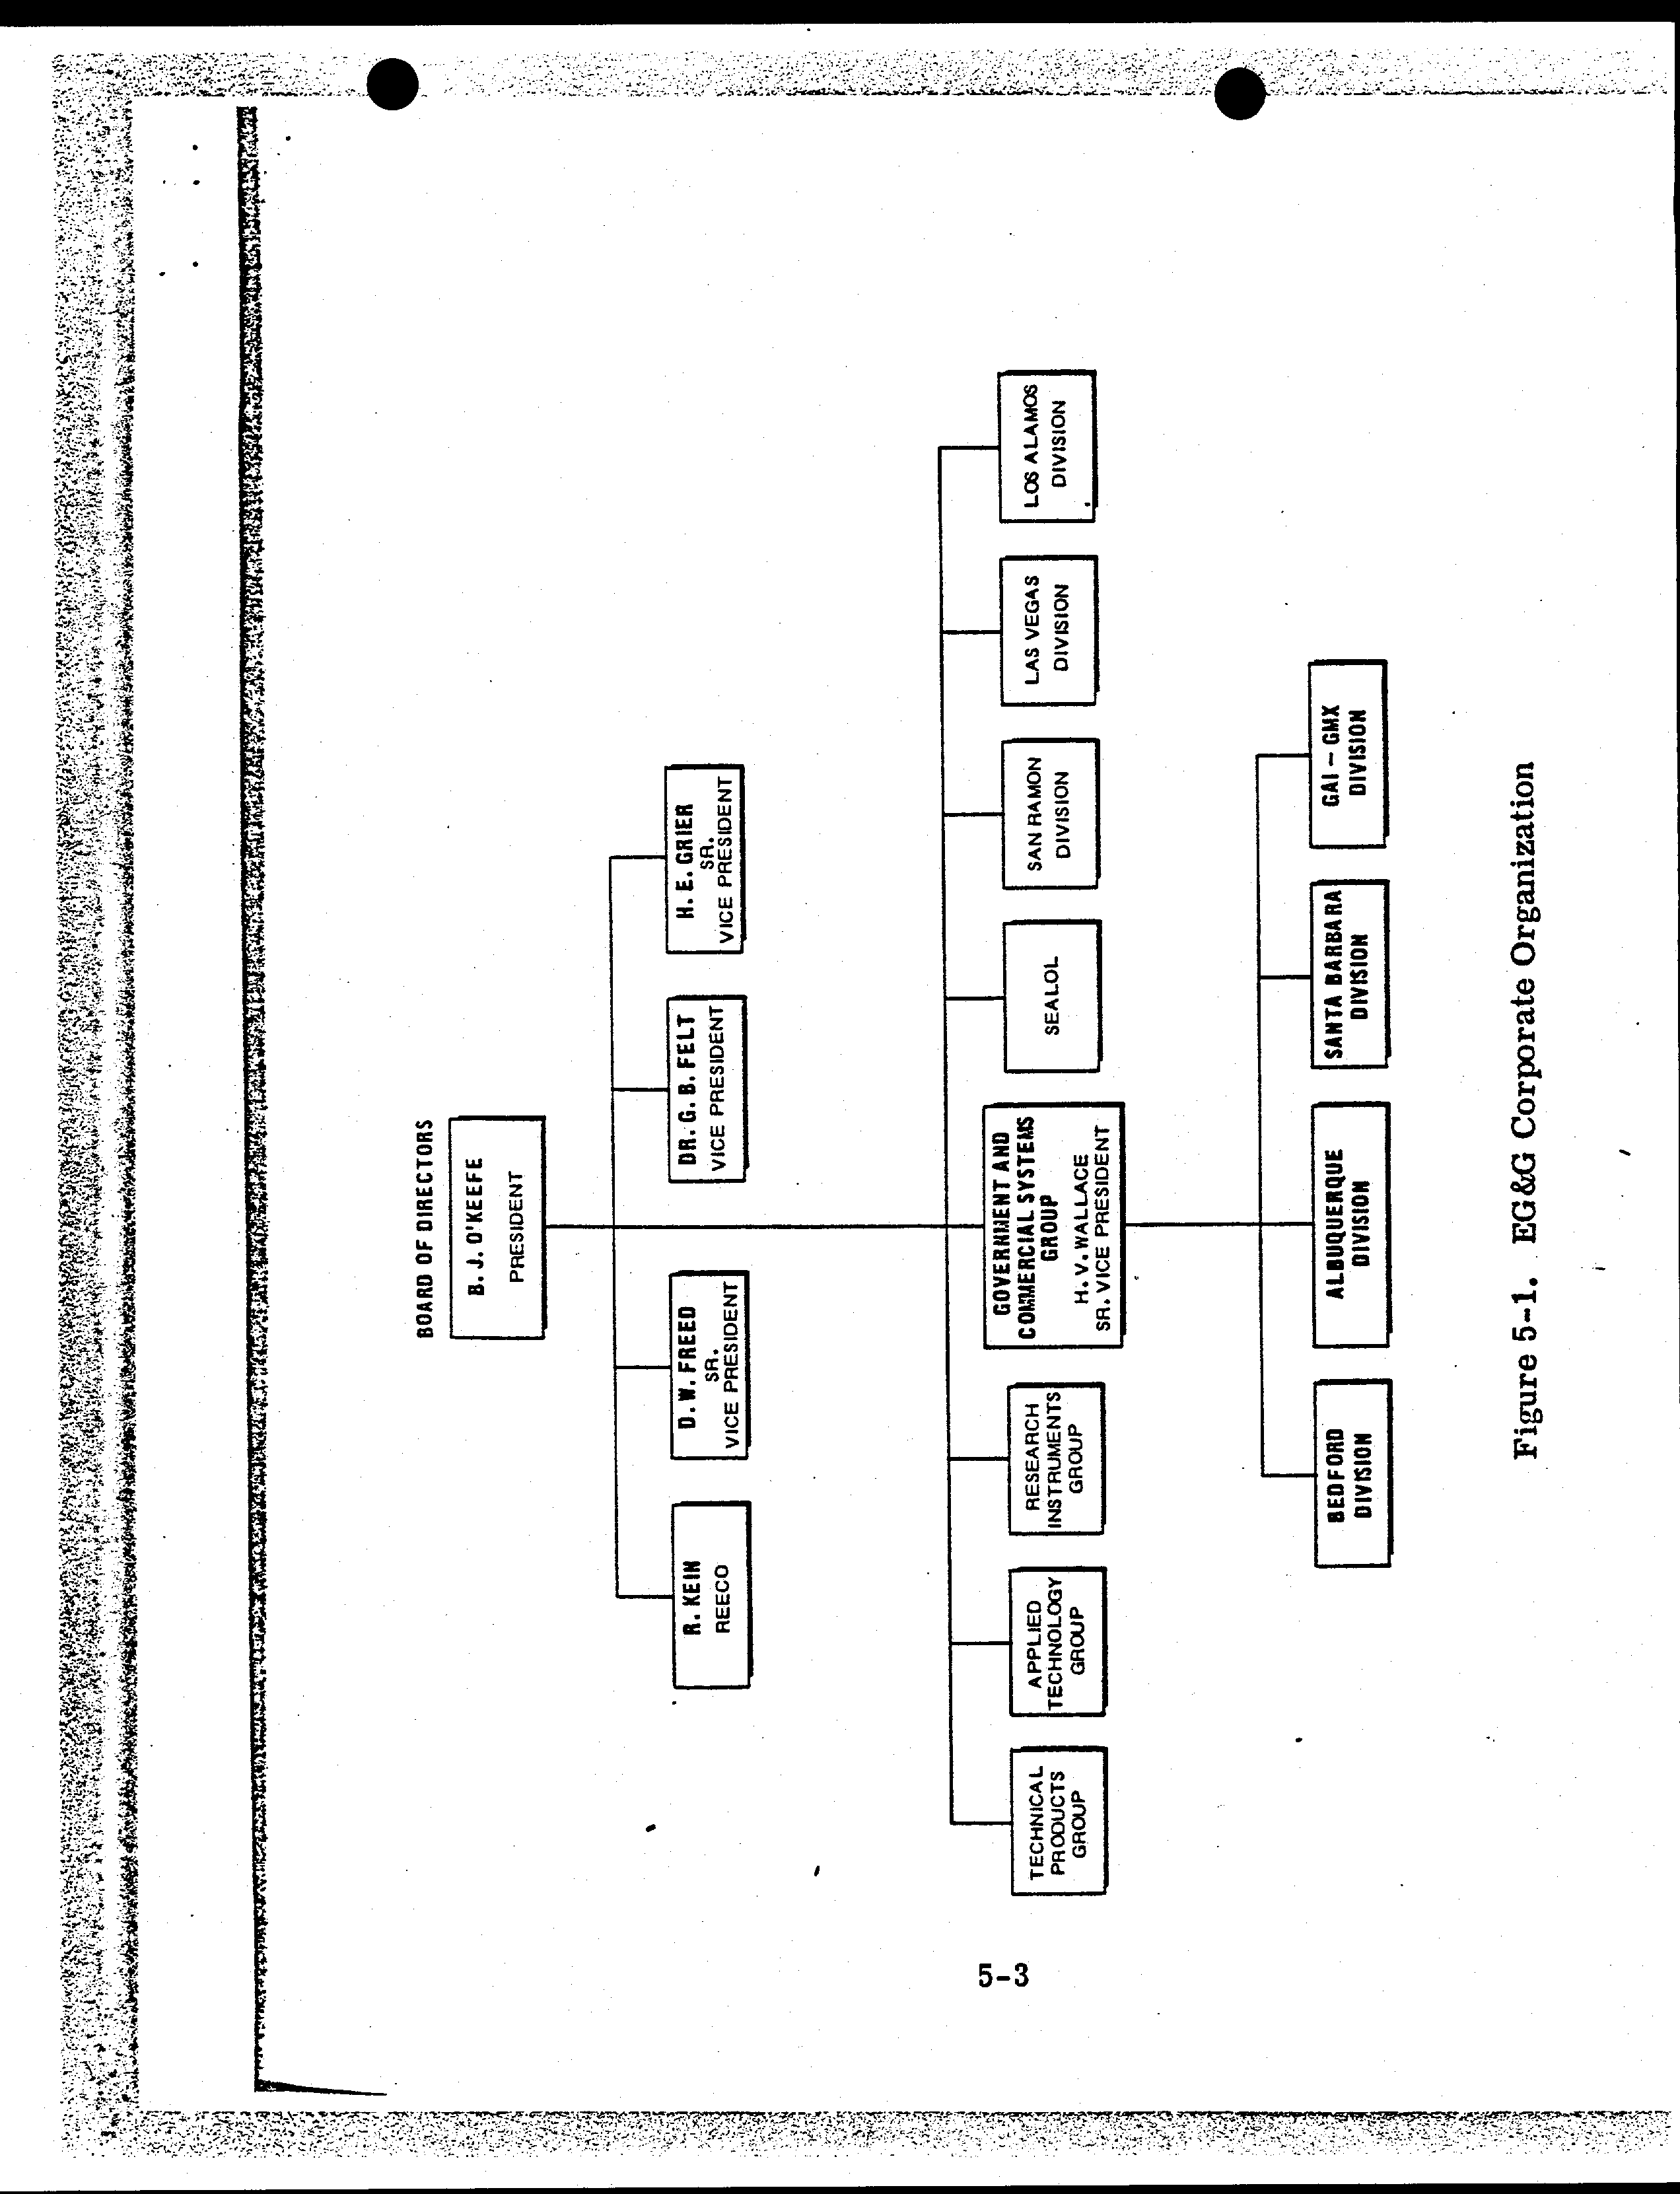 BOARD OF DIRECTORS
B. J. O'KEEFE
PRESIDENT
R. KEIN
REECO
D. W. FREED
SR.
VICE PRESIDENT
DR. G. B. FELT
VICE PRESIDENT
H. E. GRIER
SR.
VICE PRESIDENT
TECHNICAL
PRODUCTS
GROUP
APPLIED
TECHNOLOGY
GROUP
RESEARCH
INSTRUMENTS
GROUP
GOVERNMENT AND
COMMERCIAL SYSTEMS
GROUP
H. V. WALLACE
SR. VICE PRESIDENT
SEALOL
SAN RAMON
DIVISION
LAS VEGAS
DIVISION
LOS ALAMOS
DIVISION
BEDFORD
DIVISION
ALBUQUERQUE
DIVISION
SANTA BARBARA
DIVISION
GAI – GMX
DIVISION
Figure 5-1. EG&G Corporate Organization
5-3